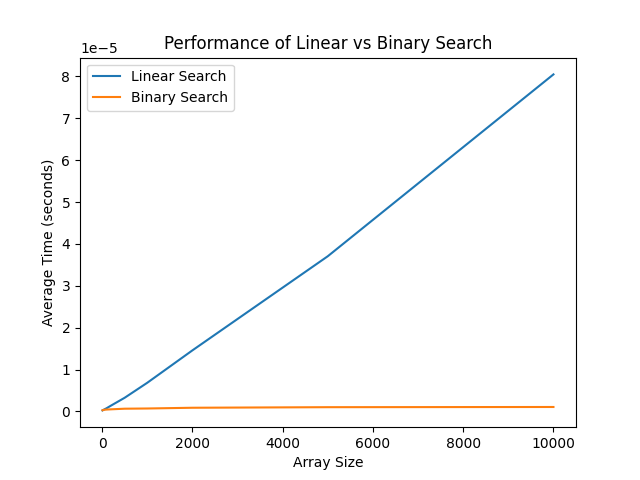 Performance of Linear vs Binary Search
1e−5
Linear Search
Binary Search
8
7
6
5
4
3
2
1
0
Average Time (seconds)
0 2000 4000 6000 8000 10000
Array Size